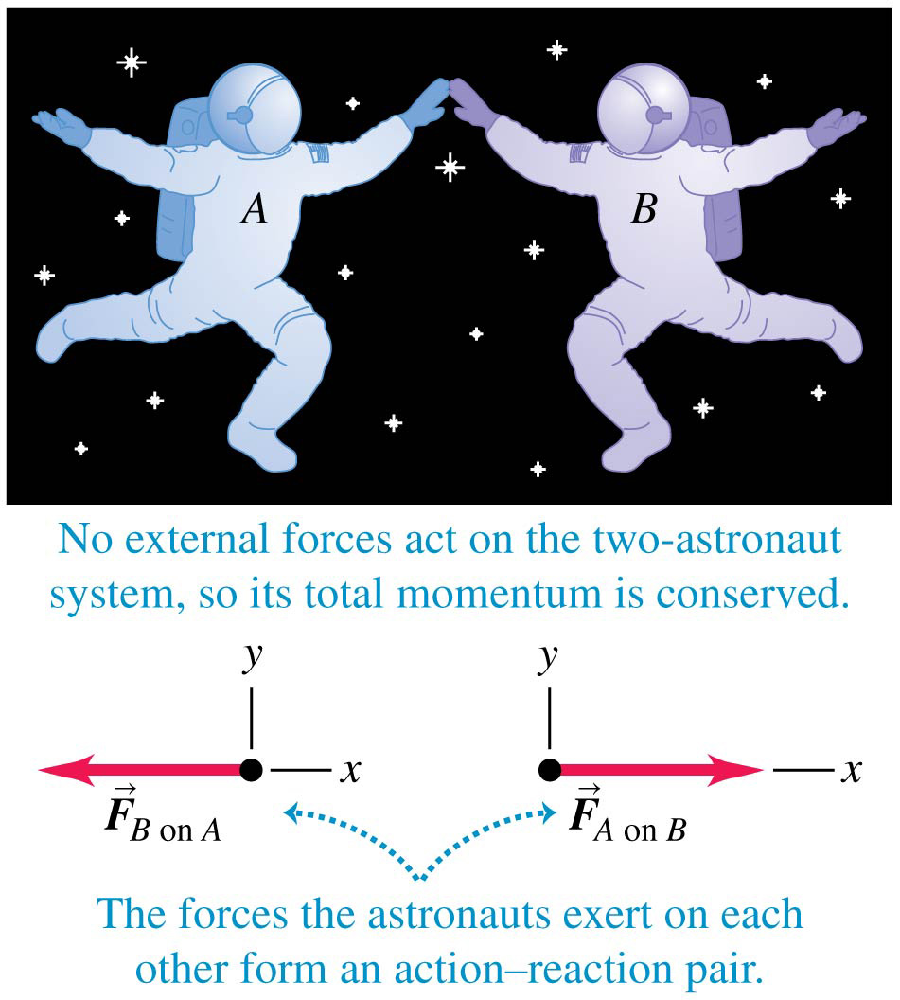 A B
No external forces act on the two-astronaut
system, so its total momentum is conserved.
y y
x x
F⃗ B on A F⃗ A on B
The forces the astronauts exert on each
other form an action–reaction pair.